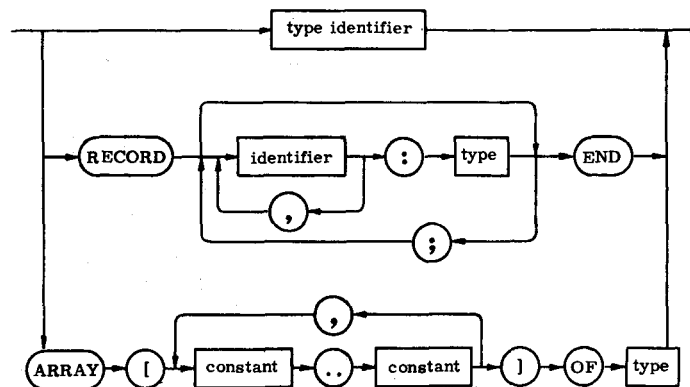 type identifier
RECORD identifier : type END
,
;
,
ARRAY [ constant .. constant ] OF type